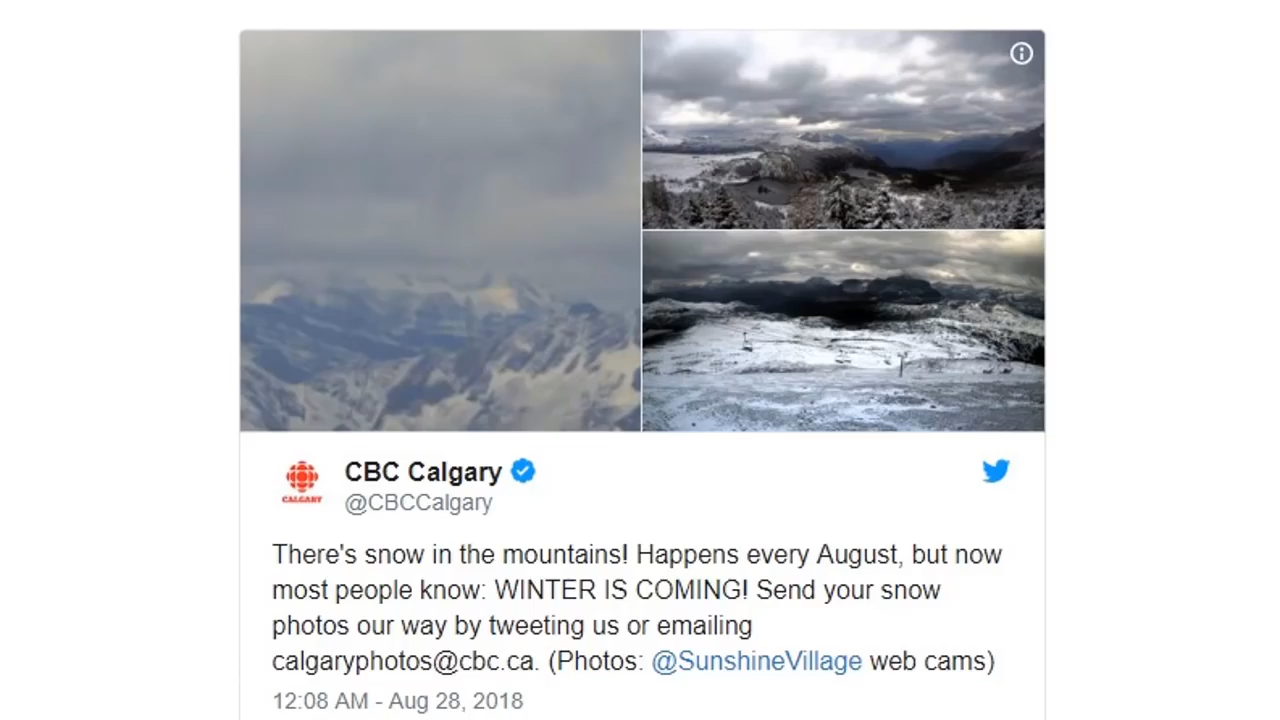 CBC Calgary
CALGARY
@CBCCalgary
There's snow in the mountains! Happens every August, but now
most people know: WINTER IS COMING! Send your snow
photos our way by tweeting us or emailing
calgaryphotos@cbc.ca. (Photos: @SunshineVillage web cams)
12:08 AM - Aug 28, 2018